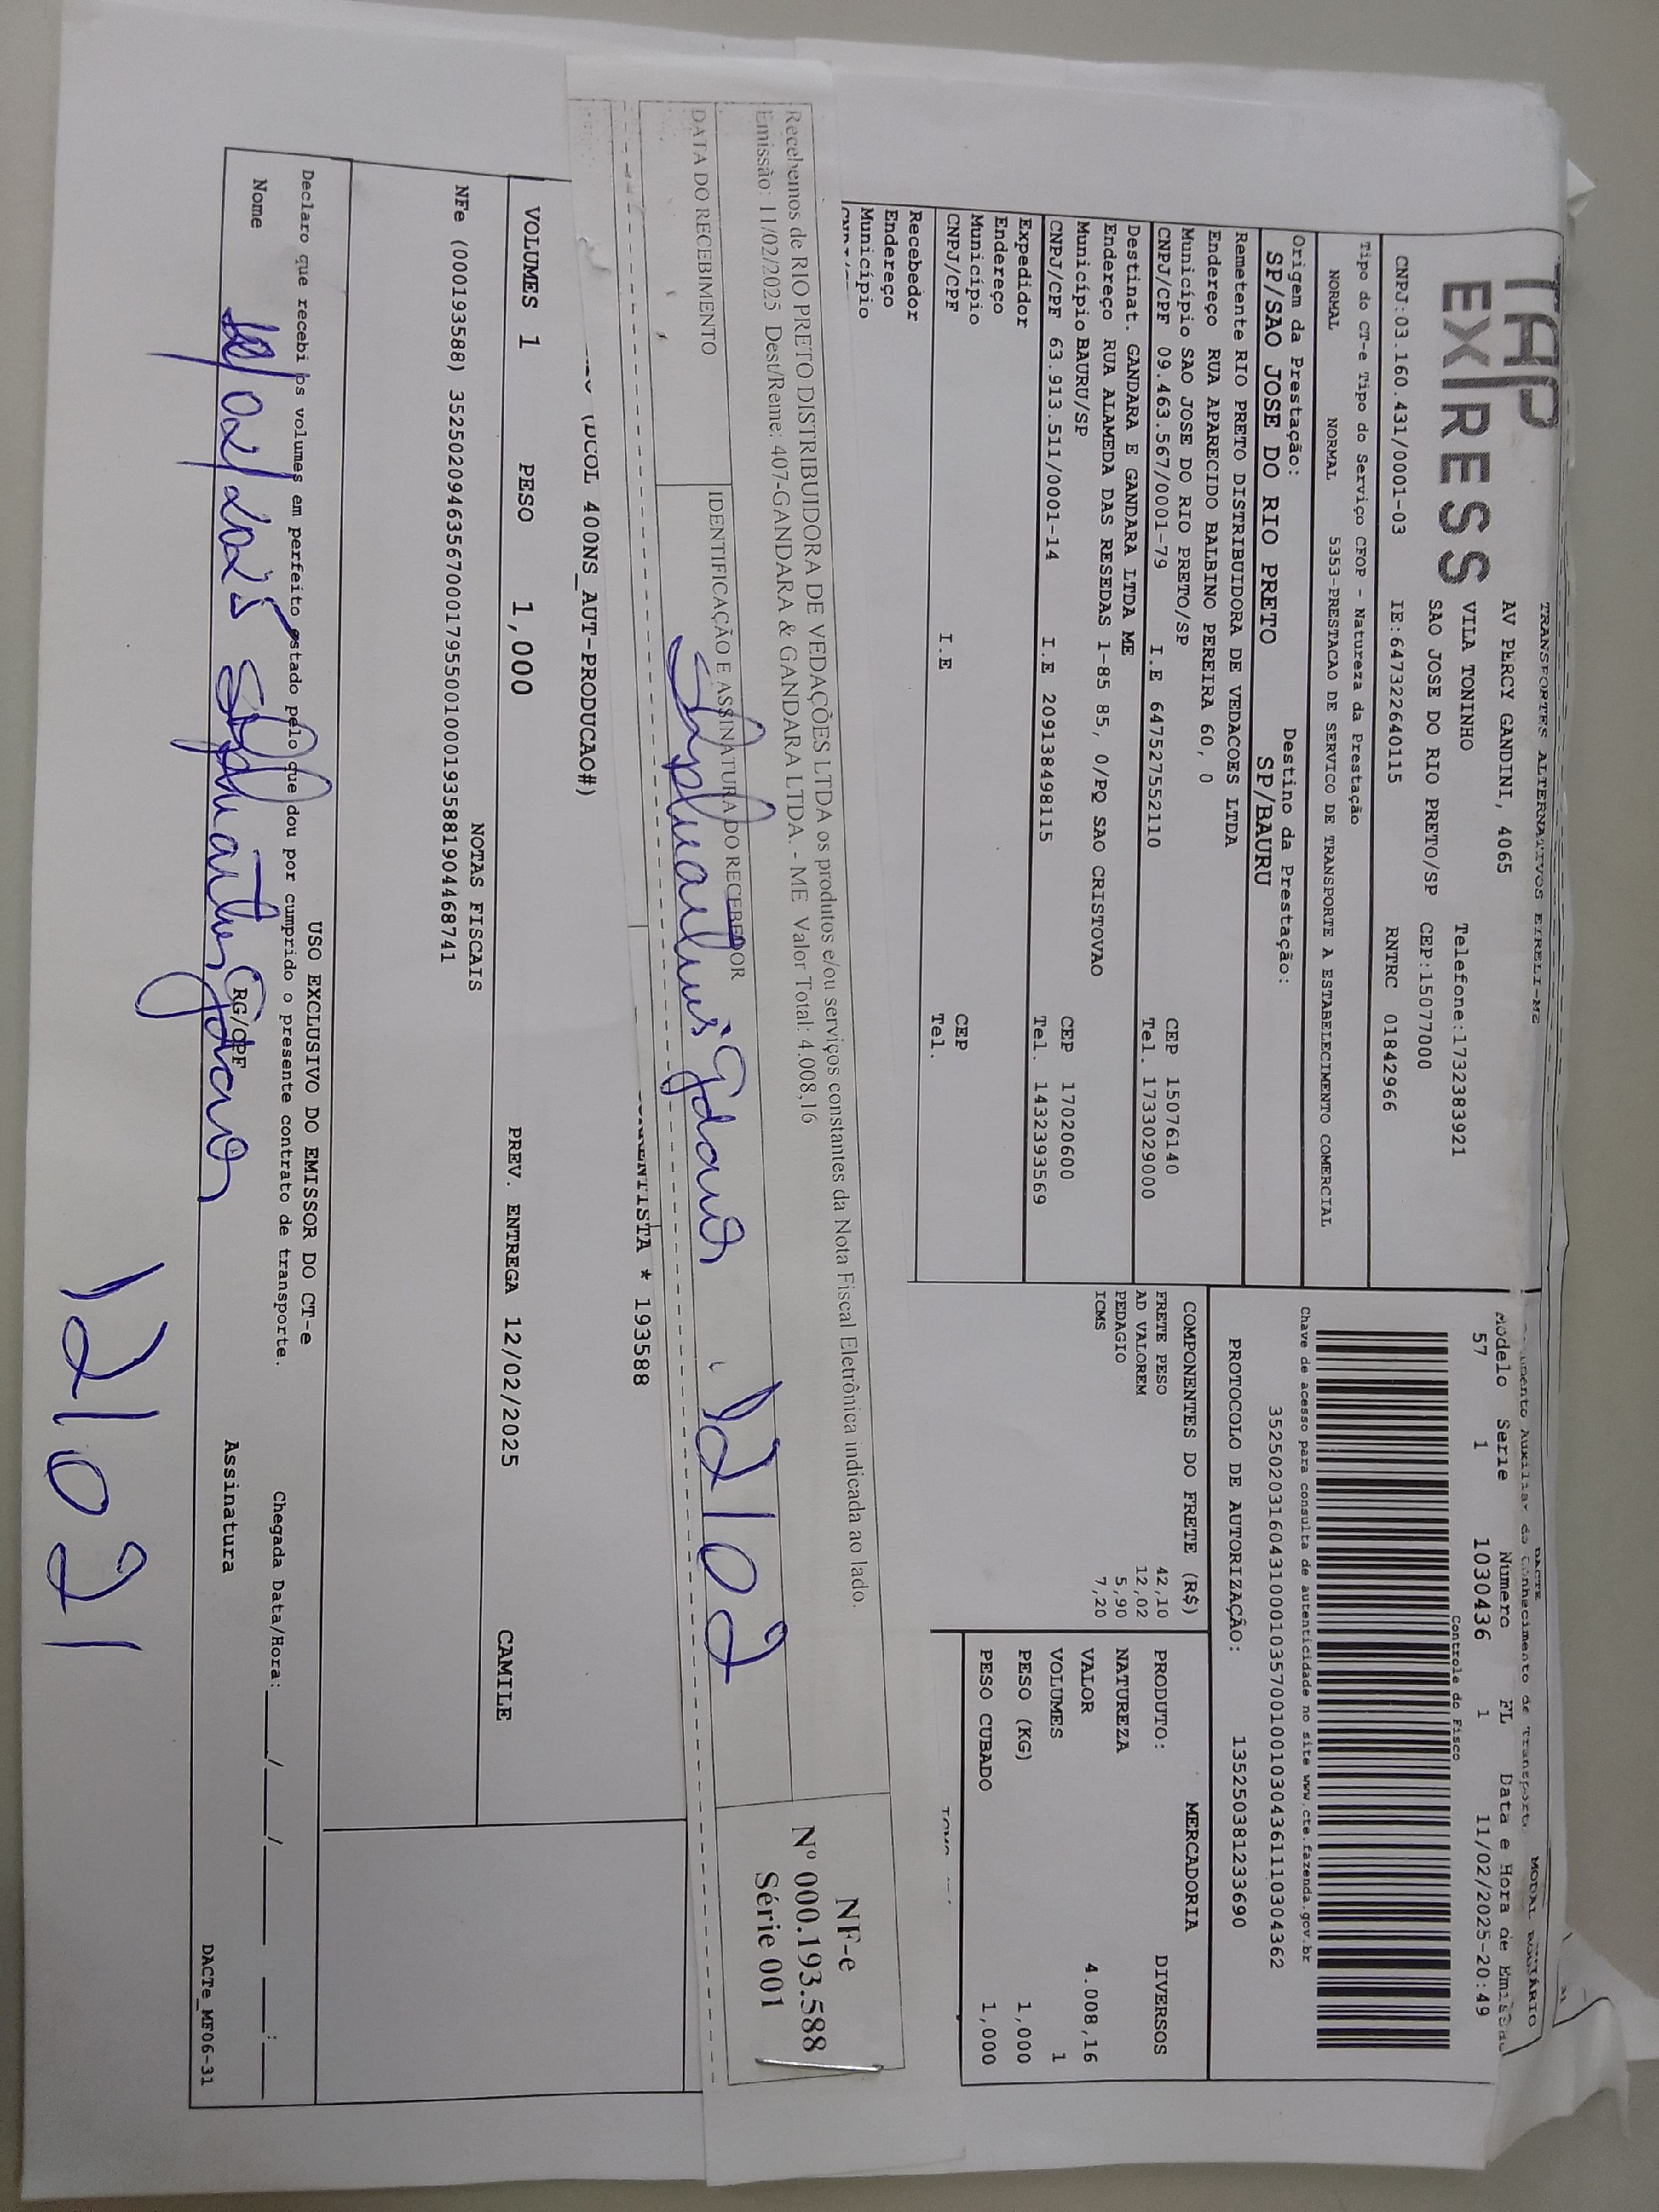 TRANSPORTES ALTERNATIVOS EIRELI-ME
TAP EXPRESS
AV PERCY GANDINI, 4065
VILA TONINHO Telefone:1732383921
SAO JOSE DO RIO PRETO/SP CEP:15077000
CNPJ:03.160.431/0001-03 IE:647322640115 RNTRC 01842966
Tipo do CT-e Tipo do Serviço CFOP - Natureza da Prestação
NORMAL NORMAL 5353-PRESTACAO DE SERVICO DE TRANSPORTE A ESTABELECIMENTO COMERCIAL
Origem da Prestação: Destino da Prestação:
SP/SAO JOSE DO RIO PRETO SP/BAURU
Remetente RIO PRETO DISTRIBUIDORA DE VEDACOES LTDA
Endereço RUA APARECIDO BALBINO PEREIRA 60, 0
Município SAO JOSE DO RIO PRETO/SP CEP 15076140
CNPJ/CPF 09.463.567/0001-79 I.E 647527552110 Tel. 1733029000
Destinat. GANDARA E GANDARA LTDA ME
Endereço RUA ALAMEDA DAS RESEDAS 1-85 85, 0/PQ SAO CRISTOVAO
Município BAURU/SP CEP 17020600
CNPJ/CPF 63.913.511/0001-14 I.E 209138498115 Tel. 1432393569
Expedidor
Endereço
Município CEP
CNPJ/CPF I.E Tel.
Recebedor
Endereço
Município
DACTE
Documento Auxiliar do Conhecimento de Transporte MODAL RODOVIÁRIO
Modelo Serie Numero FL Data e Hora de Emissão
57 1 1030436 1 11/02/2025-20:49
Controle do Fisco
Chave de acesso para consulta de autenticidade no site www.cte.fazenda.gov.br
35250203160431000103570010010304361110304362
PROTOCOLO DE AUTORIZAÇÃO: 135250381233690
COMPONENTES DO FRETE (R$)
FRETE PESO 42,10
AD VALOREM 12,02
PEDAGIO 5,90
ICMS 7,20
MERCADORIA
PRODUTO: DIVERSOS
NATUREZA
VALOR 4.008,16
VOLUMES 1
PESO (KG) 1,000
PESO CUBADO 1,000
Recebemos de RIO PRETO DISTRIBUIDORA DE VEDAÇÕES LTDA os produtos e/ou serviços constantes da Nota Fiscal Eletrônica indicada ao lado.
Emissão: 11/02/2025 Dest/Reme: 407-GANDARA & GANDARA LTDA. - ME Valor Total: 4.008,16
DATA DO RECEBIMENTO
IDENTIFICAÇÃO E ASSINATURA DO RECEBEDOR
12/02
NF-e
Nº 000.193.588
Série 001
* 193588
(DCOL 400NS_AUT-PRODUCAO#)
VOLUMES 1 PESO 1,000 PREV. ENTREGA 12/02/2025 CAMILE
NOTAS FISCAIS
NFe (000193588) 35250209463567000179550010001935881904468741
USO EXCLUSIVO DO EMISSOR DO CT-e
Declaro que recebi os volumes em perfeito estado pelo que dou por cumprido o presente contrato de transporte. Chegada Data/Hora:___/___/_____ __:__
Nome RG/CPF Assinatura
DACTe_MF06-31